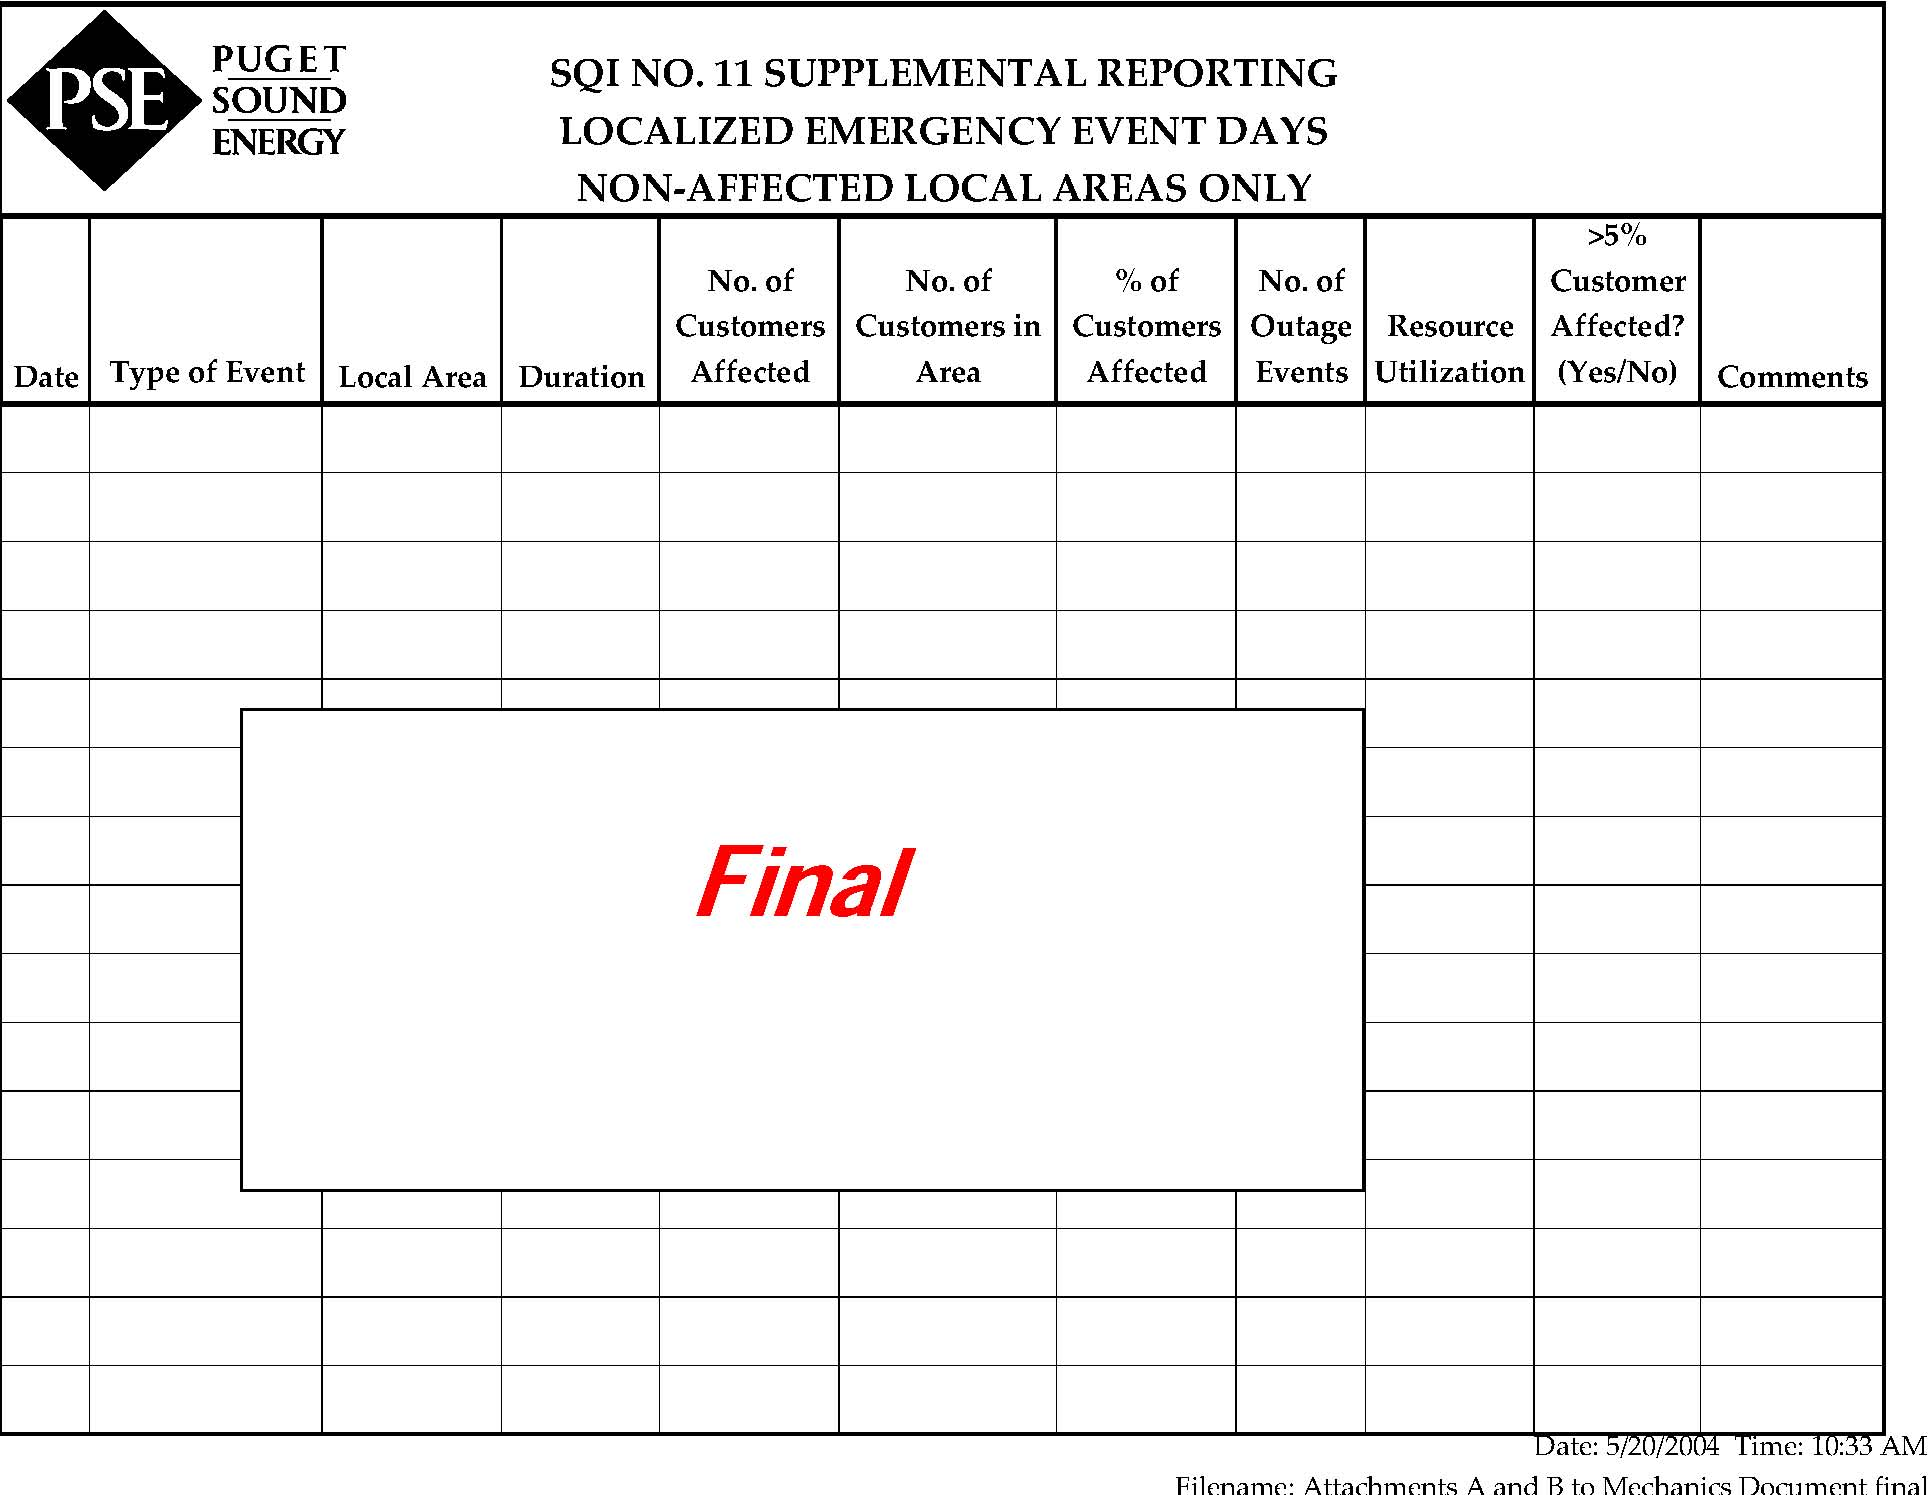 PSE
PUGET
SOUND
ENERGY
SQI NO. 11 SUPPLEMENTAL REPORTING
LOCALIZED EMERGENCY EVENT DAYS
NON-AFFECTED LOCAL AREAS ONLY
Date
Type of Event
Local Area
Duration
No. of
Customers
Affected
No. of
Customers in
Area
% of
Customers
Affected
No. of
Outage
Events
Resource
Utilization
>5%
Customer
Affected?
(Yes/No)
Comments
Final
Date: 5/20/2004 Time: 10:33 AM
Filename: Attachments A and B to Mechanics Document final